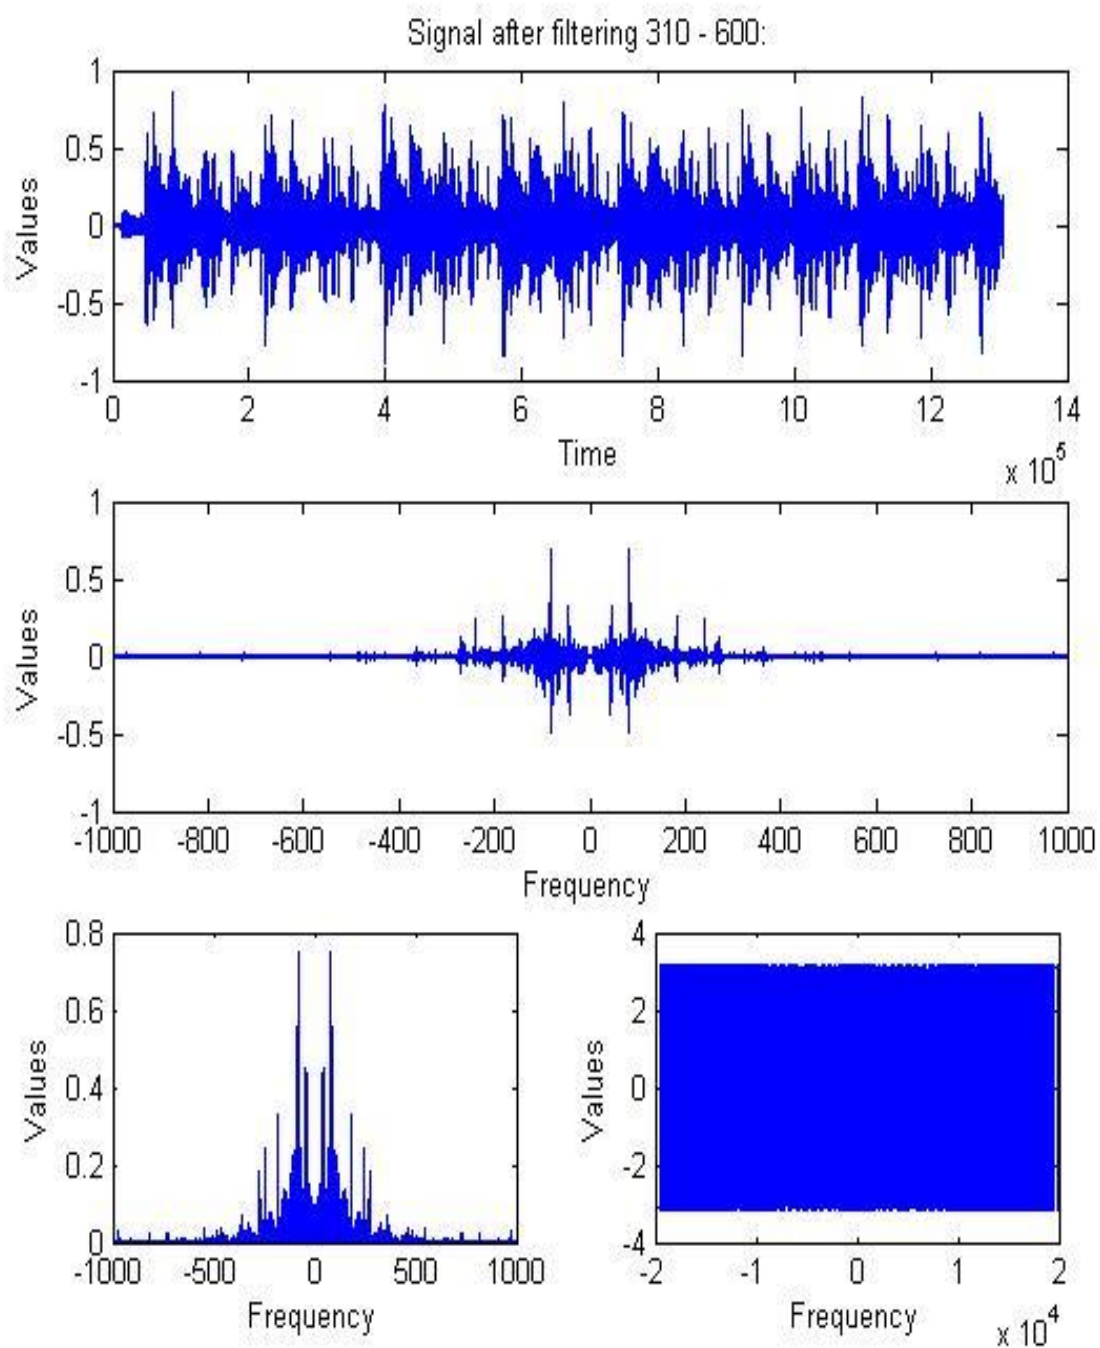 Signal after filtering 310 - 600:
1
0.5
0
-0.5
-1
Values
0 2 4 6 8 10 12 14
Time
x 10^5
1
0.5
0
-0.5
-1
Values
-1000 -800 -600 -400 -200 0 200 400 600 800 1000
Frequency
0.8
0.6
0.4
0.2
0
Values
-1000 -500 0 500 1000
Frequency
4
2
0
-2
-4
Values
-2 -1 0 1 2
Frequency
x 10^4